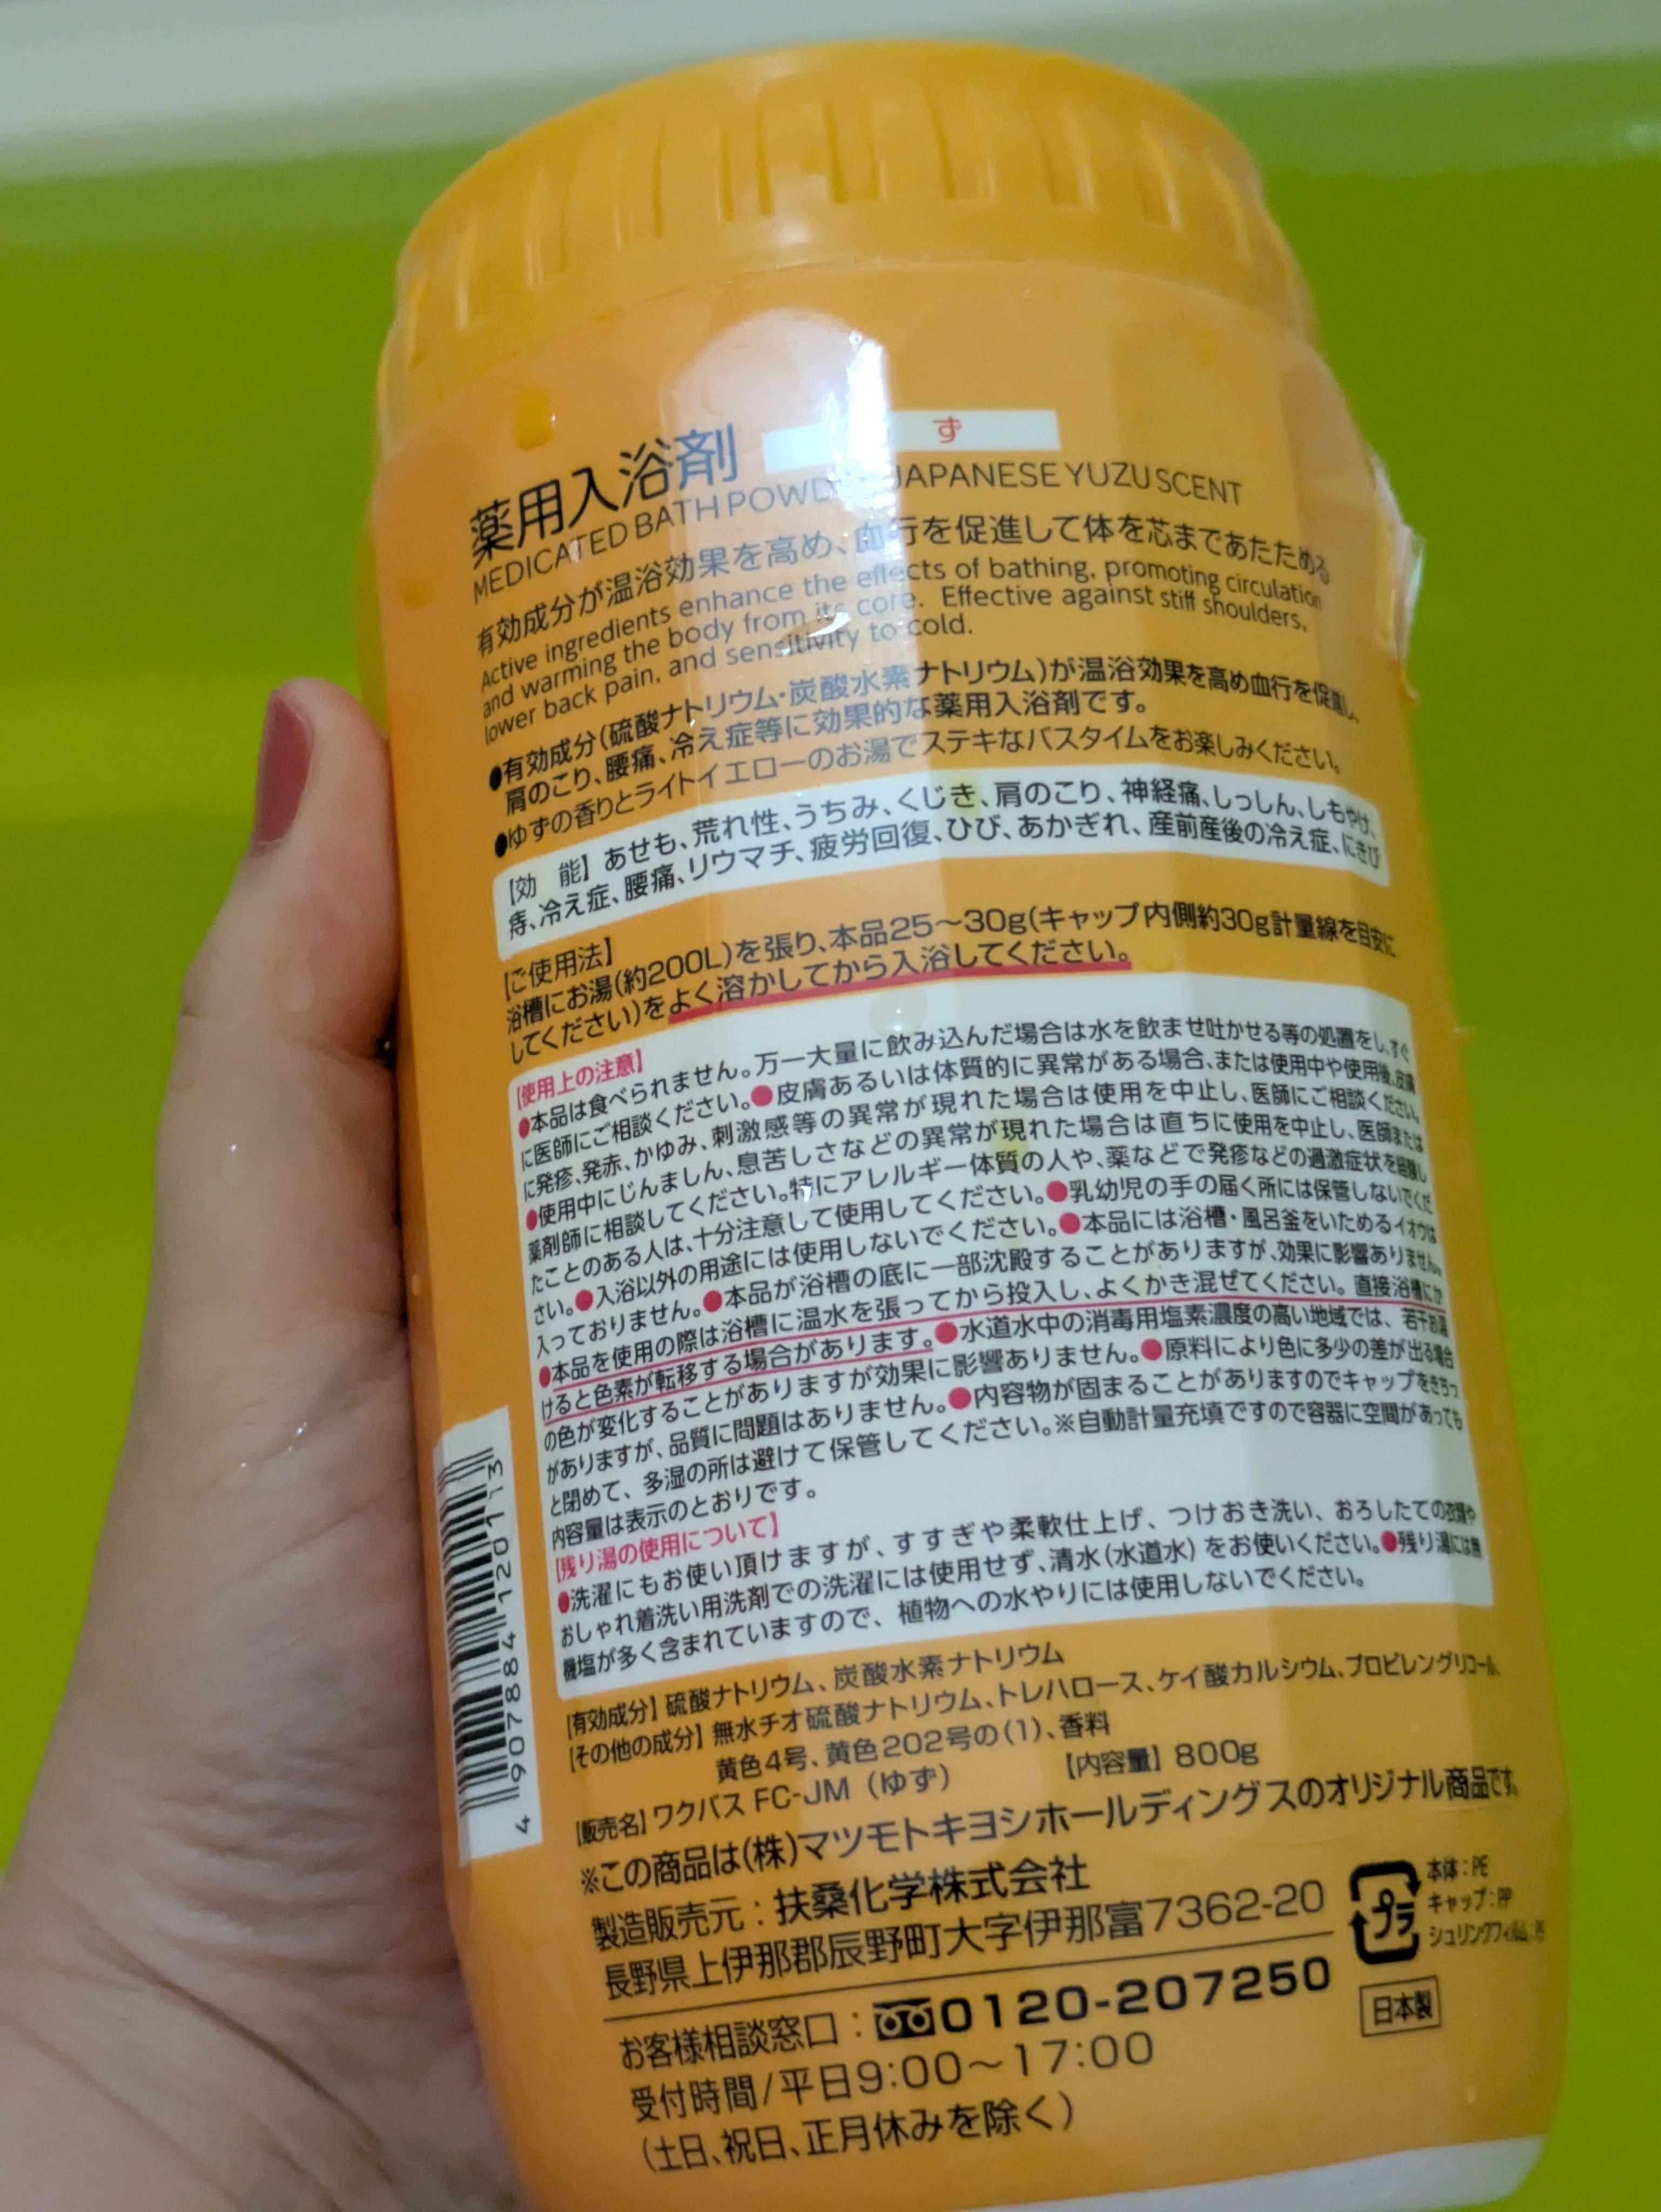 薬用入浴剤 ず
MEDICATED BATH POWD JAPANESE YUZU SCENT
有効成分が温浴効果を高め、血行を促進して体を芯まであたためる
Active ingredients enhance the effects of bathing, promoting circulation
and warming the body from its core. Effective against stiff shoulders,
lower back pain, and sensitivity to cold.
●有効成分(硫酸ナトリウム・炭酸水素ナトリウム)が温浴効果を高め血行を促進し、
肩のこり、腰痛、冷え症等に効果的な薬用入浴剤です。
●ゆずの香りとライトイエローのお湯でステキなバスタイムをお楽しみください。
【効 能】あせも、荒れ性、うちみ、くじき、肩のこり、神経痛、しっしん、しもやけ、
痔、冷え症、腰痛、リウマチ、疲労回復、ひび、あかぎれ、産前産後の冷え症、にきび
【ご使用法】
浴槽にお湯(約200L)を張り、本品25〜30g(キャップ内側約30g計量線を目安に
してください)をよく溶かしてから入浴してください。
【使用上の注意】
●本品は食べられません。万一大量に飲み込んだ場合は水を飲ませ吐かせる等の処置をし、すぐ
に医師にご相談ください。●皮膚あるいは体質的に異常がある場合、または使用中や使用後、皮膚
に発疹、発赤、かゆみ、刺激感等の異常が現れた場合は使用を中止し、医師にご相談ください。
●使用中にじんましん、息苦しさなどの異常が現れた場合は直ちに使用を中止し、医師または
薬剤師に相談してください。特にアレルギー体質の人や、薬などで発疹などの過激症状を経験し
たことのある人は、十分注意して使用してください。●乳幼児の手の届く所には保管しないでくだ
さい。●入浴以外の用途には使用しないでください。●本品には浴槽・風呂釜をいためるイオウは
入っておりません。●本品が浴槽の底に一部沈殿することがありますが、効果に影響ありません。
●本品を使用の際は浴槽に温水を張ってから投入し、よくかき混ぜてください。直接浴槽にか
けると色素が転移する場合があります。●水道水中の消毒用塩素濃度の高い地域では、若干お湯
の色が変化することがありますが効果に影響ありません。●原料により色に多少の差が出る場合
がありますが、品質に問題はありません。●内容物が固まることがありますのでキャップをきちっ
と閉めて、多湿の所は避けて保管してください。※自動計量充填ですので容器に空間があっても
内容量は表示のとおりです。
【残り湯の使用について】
●洗濯にもお使い頂けますが、すすぎや柔軟仕上げ、つけおき洗い、おろしたての衣類や
おしゃれ着洗い用洗剤での洗濯には使用せず、清水(水道水)をお使いください。●残り湯には無
機塩が多く含まれていますので、植物への水やりには使用しないでください。
【有効成分】硫酸ナトリウム、炭酸水素ナトリウム
【その他の成分】無水チオ硫酸ナトリウム、トレハロース、ケイ酸カルシウム、プロピレングリコール、
黄色4号、黄色202号の(1)、香料
【販売名】ワクバス FC-JM（ゆず） 【内容量】800g
※この商品は(株)マツモトキヨシホールディングスのオリジナル商品です。
製造販売元：扶桑化学株式会社
長野県上伊那郡辰野町大字伊那富7362-20
お客様相談窓口：0120-207250
受付時間/平日9:00〜17:00
(土日、祝日、正月休みを除く)
プラ
本体：PE
キャップ：PP
シュリンクフィルム：
日本製
4 907884 120113